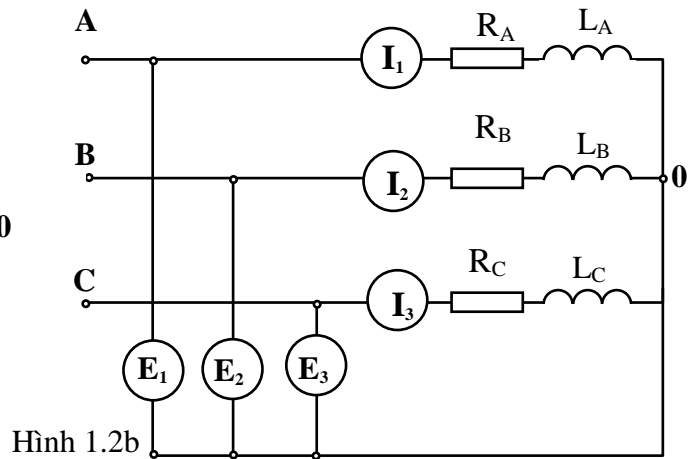 A
I₁
R_A
L_A
B
I₂
R_B
L_B
0
0
C
I₃
R_C
L_C
E₁
E₂
E₃
Hình 1.2b